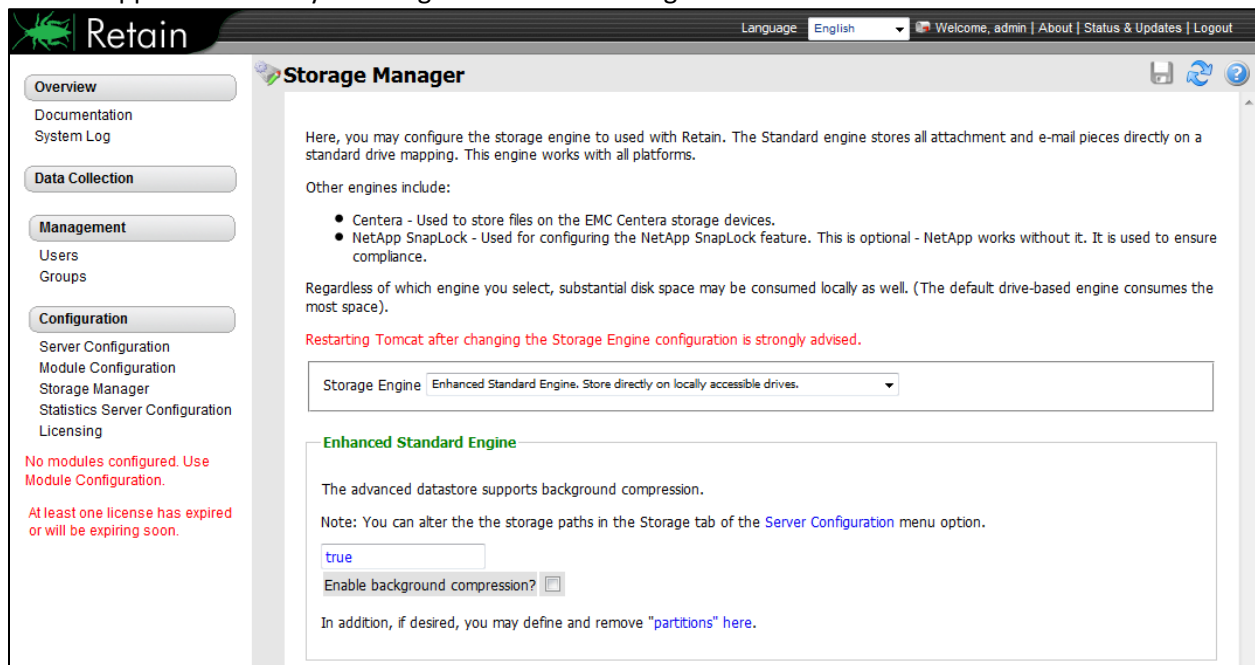 Retain
Language English Welcome, admin | About | Status & Updates | Logout
Overview
Documentation
System Log
Data Collection
Management
Users
Groups
Configuration
Server Configuration
Module Configuration
Storage Manager
Statistics Server Configuration
Licensing
No modules configured. Use
Module Configuration.
At least one license has expired
or will be expiring soon.
Storage Manager
Here, you may configure the storage engine to used with Retain. The Standard engine stores all attachment and e-mail pieces directly on a
standard drive mapping. This engine works with all platforms.
Other engines include:
• Centera - Used to store files on the EMC Centera storage devices.
• NetApp SnapLock - Used for configuring the NetApp SnapLock feature. This is optional - NetApp works without it. It is used to ensure
compliance.
Regardless of which engine you select, substantial disk space may be consumed locally as well. (The default drive-based engine consumes the
most space).
Restarting Tomcat after changing the Storage Engine configuration is strongly advised.
Storage Engine Enhanced Standard Engine. Store directly on locally accessible drives.
Enhanced Standard Engine
The advanced datastore supports background compression.
Note: You can alter the the storage paths in the Storage tab of the Server Configuration menu option.
true
Enable background compression?
In addition, if desired, you may define and remove "partitions" here.